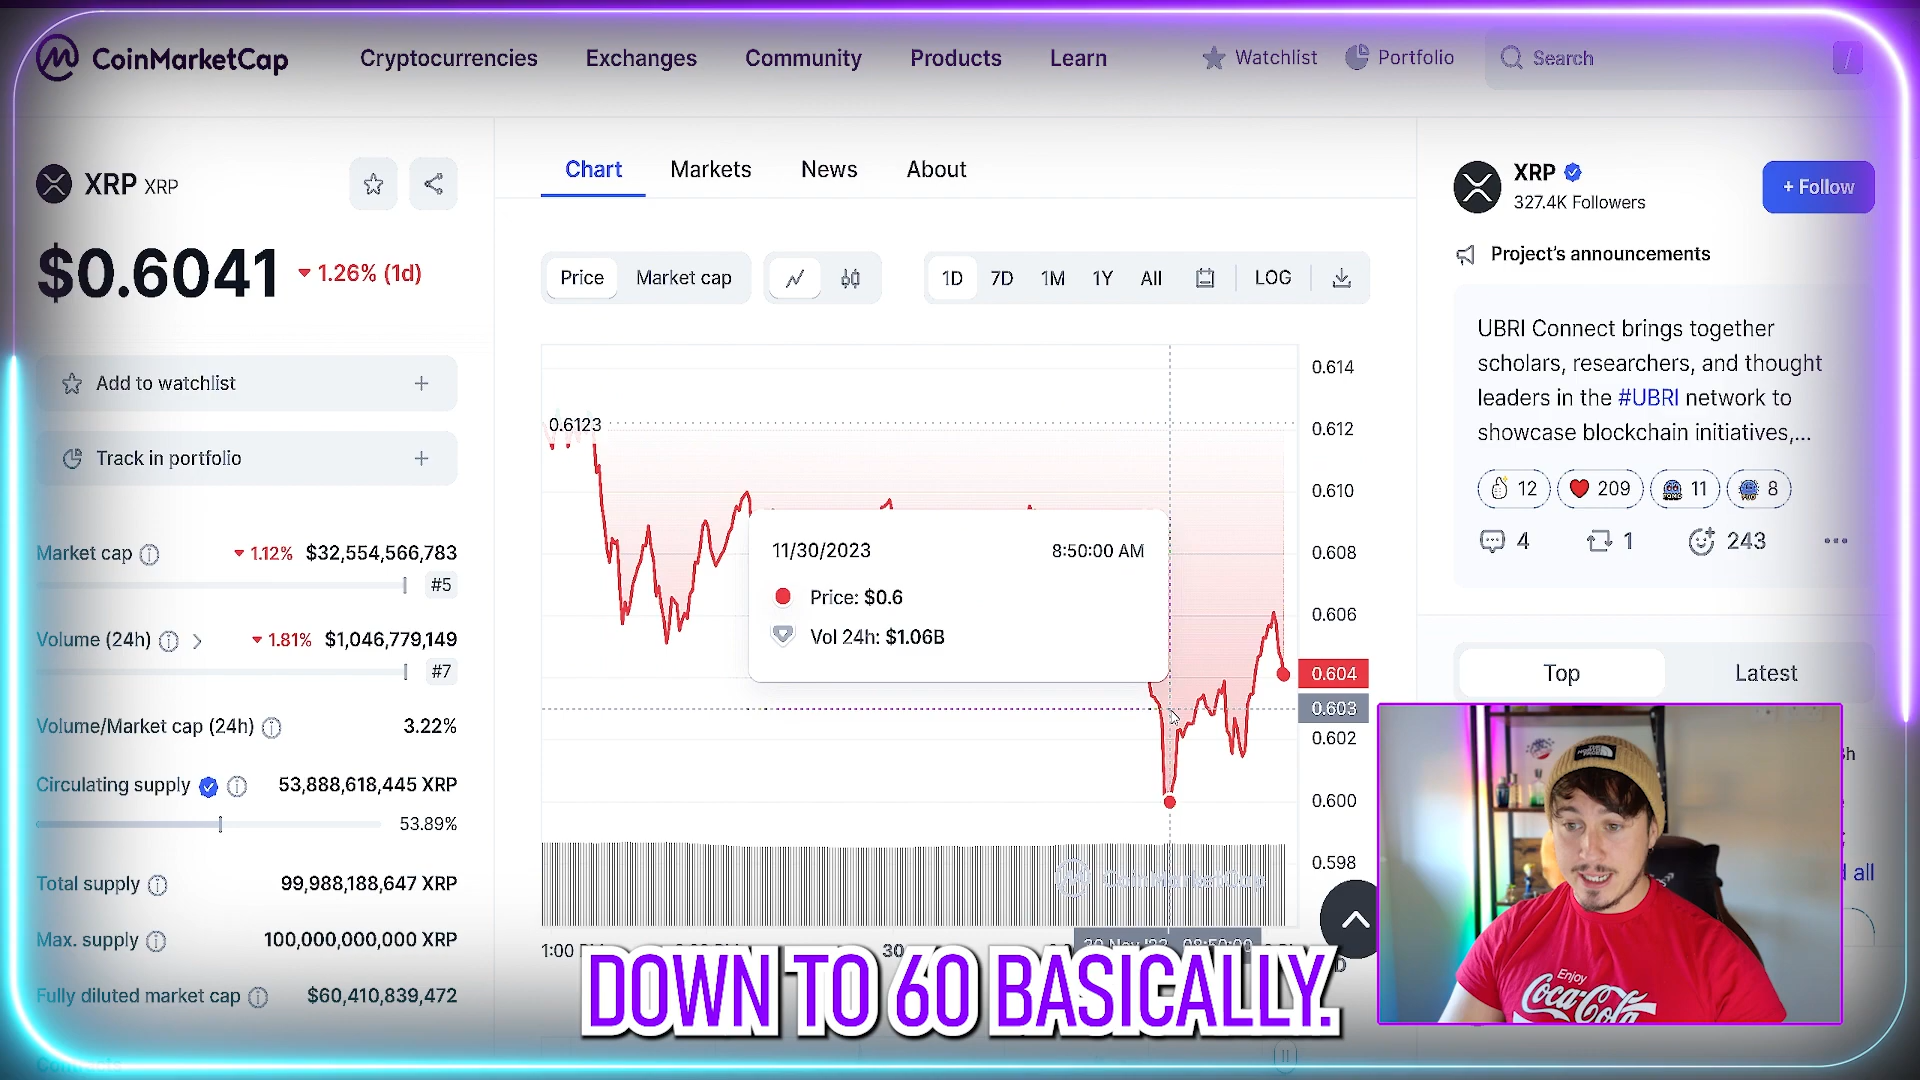 CoinMarketCap
Cryptocurrencies Exchanges Community Products Learn
Watchlist Portfolio Search /
XRP XRP
$0.6041 1.26% (1d)
Add to watchlist
Track in portfolio
Market cap 1.12% $32,554,566,783
#5
Volume (24h) 1.81% $1,046,779,149
#7
Volume/Market cap (24h) 3.22%
Circulating supply 53,888,618,445 XRP
53.89%
Total supply 99,988,188,647 XRP
Max. supply 100,000,000,000 XRP
Fully diluted market cap $60,410,839,472
Chart Markets News About
Price Market cap 1D 7D 1M 1Y All LOG
0.6123
0.614
0.612
0.610
0.608
0.606
0.604
0.603
0.602
0.600
0.598
11/30/2023 8:50:00 AM
Price: $0.6
Vol 24h: $1.06B
CoinMarketCap
1:00
30
XRP
327.4K Followers
+ Follow
Project's announcements
UBRI Connect brings together
scholars, researchers, and thought
leaders in the #UBRI network to
showcase blockchain initiatives,...
12 209 11 8
4 1 243
Top Latest
all
THE NORTH FACE
Enjoy
Coca-Cola
DOWN TO 60 BASICALLY.